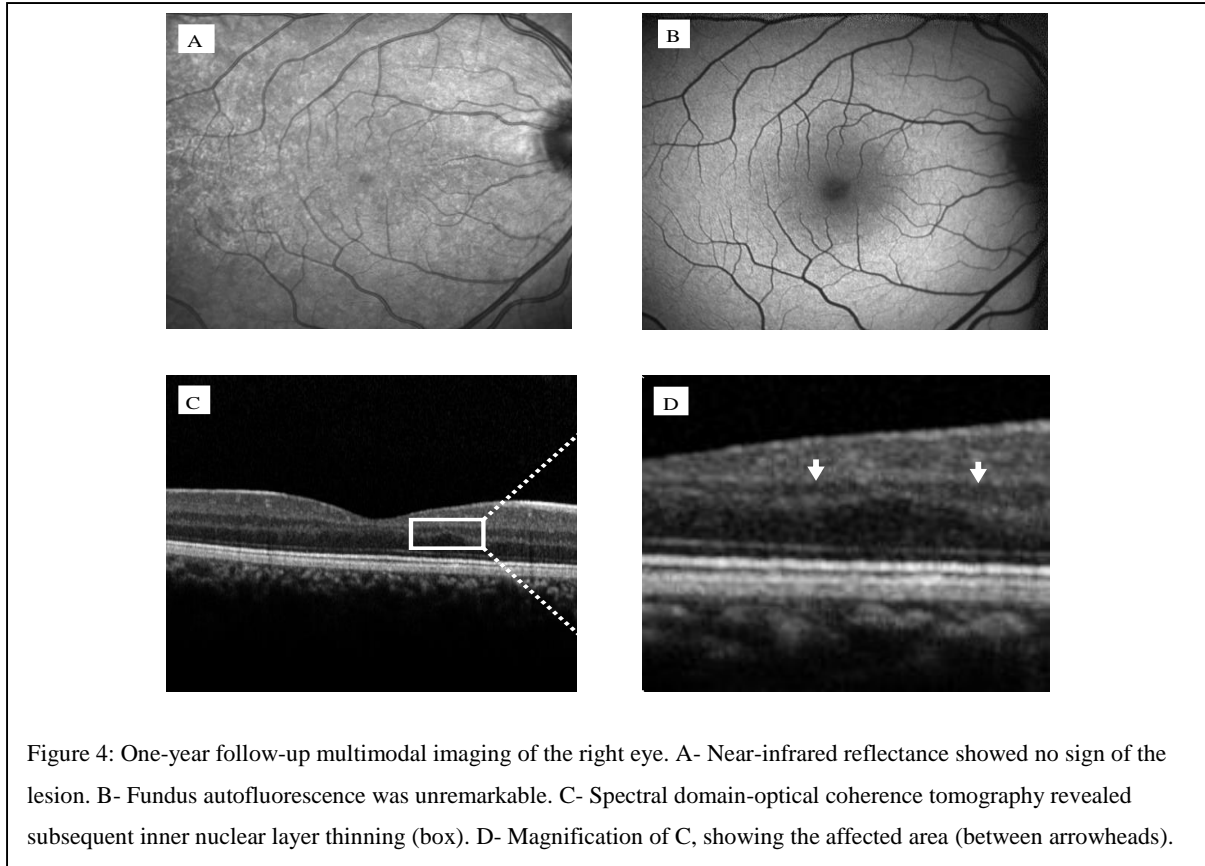 A
B
C
D
Figure 4: One-year follow-up multimodal imaging of the right eye. A- Near-infrared reflectance showed no sign of the
lesion. B- Fundus autofluorescence was unremarkable. C- Spectral domain-optical coherence tomography revealed
subsequent inner nuclear layer thinning (box). D- Magnification of C, showing the affected area (between arrowheads).